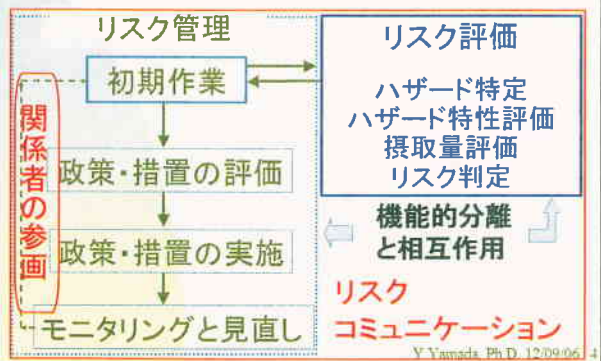 リスク管理
初期作業
関係者の参画
政策・措置の評価
政策・措置の実施
モニタリングと見直し
リスク評価
ハザード特定
ハザード特性評価
摂取量評価
リスク判定
機能的分離
と相互作用
リスク
コミュニケーション
Y Yamada, Ph D, 12/09/06 4